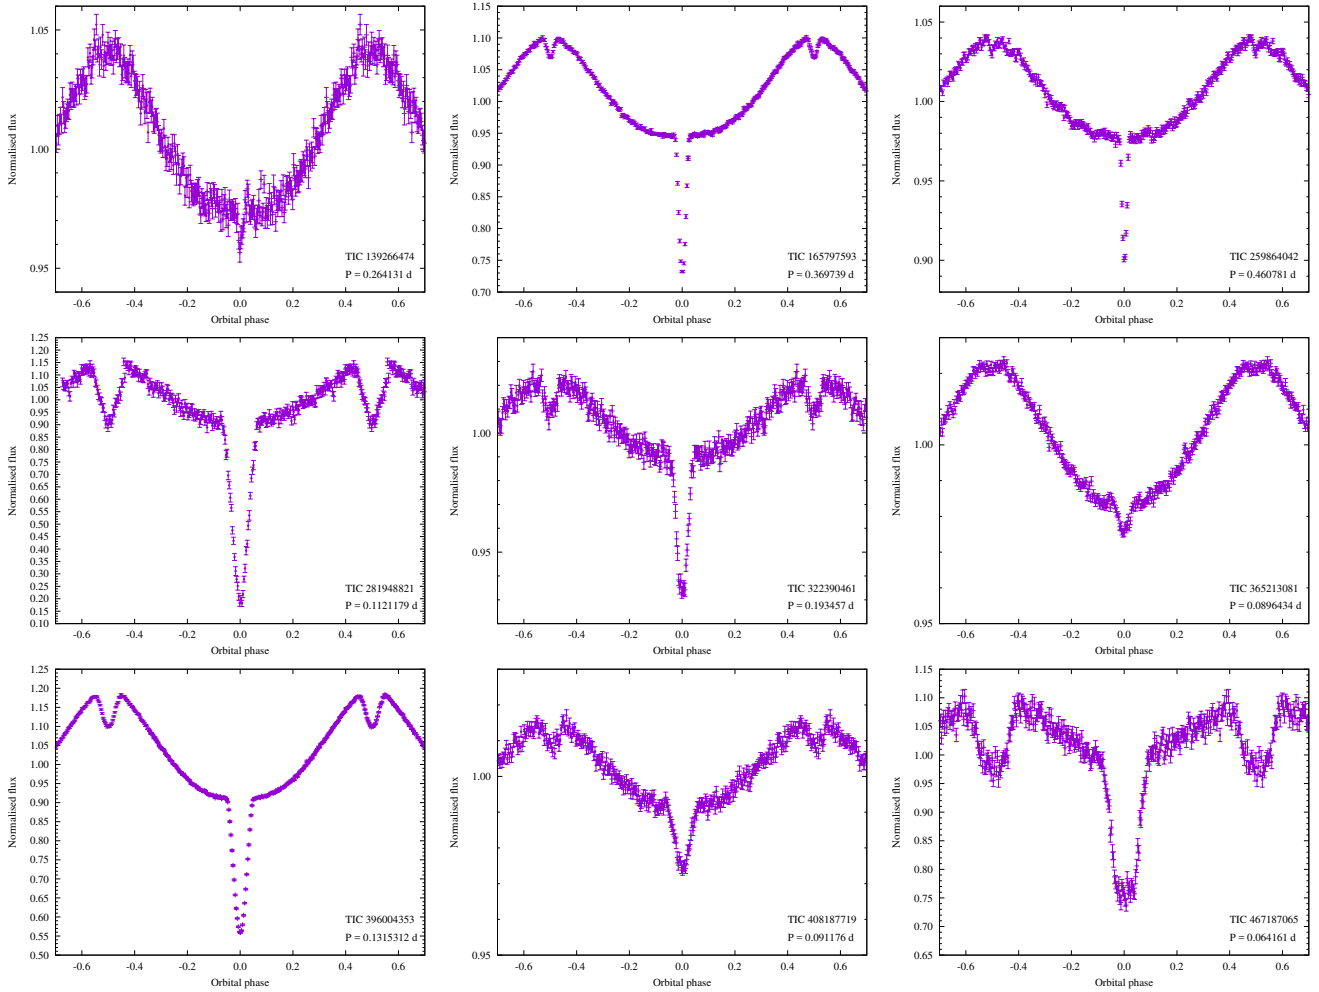 1.05
1.00
0.95
Normalised flux
-0.6 -0.4 -0.2 0.0 0.2 0.4 0.6
Orbital phase
TIC 139266474
P = 0.264131 d
1.15
1.10
1.05
1.00
0.95
0.90
0.85
0.80
0.75
0.70
Normalised flux
-0.6 -0.4 -0.2 0.0 0.2 0.4 0.6
Orbital phase
TIC 165797593
P = 0.369739 d
1.05
1.00
0.95
0.90
Normalised flux
-0.6 -0.4 -0.2 0.0 0.2 0.4 0.6
Orbital phase
TIC 259864042
P = 0.460781 d
1.25
1.20
1.15
1.10
1.05
1.00
0.95
0.90
0.85
0.80
0.75
0.70
0.65
0.60
0.55
0.50
0.45
0.40
0.35
0.30
0.25
0.20
0.15
0.10
Normalised flux
-0.6 -0.4 -0.2 0.0 0.2 0.4 0.6
Orbital phase
TIC 281948821
P = 0.1121179 d
1.00
0.95
Normalised flux
-0.6 -0.4 -0.2 0.0 0.2 0.4 0.6
Orbital phase
TIC 322390461
P = 0.193457 d
1.00
0.95
Normalised flux
-0.6 -0.4 -0.2 0.0 0.2 0.4 0.6
Orbital phase
TIC 365213081
P = 0.0896434 d
1.25
1.20
1.15
1.10
1.05
1.00
0.95
0.90
0.85
0.80
0.75
0.70
0.65
0.60
0.55
0.50
Normalised flux
-0.6 -0.4 -0.2 0.0 0.2 0.4 0.6
Orbital phase
TIC 396004353
P = 0.1315312 d
1.00
0.95
Normalised flux
-0.6 -0.4 -0.2 0.0 0.2 0.4 0.6
Orbital phase
TIC 408187719
P = 0.091176 d
1.15
1.10
1.05
1.00
0.95
0.90
0.85
0.80
0.75
0.70
0.65
Normalised flux
-0.6 -0.4 -0.2 0.0 0.2 0.4 0.6
Orbital phase
TIC 467187065
P = 0.064161 d